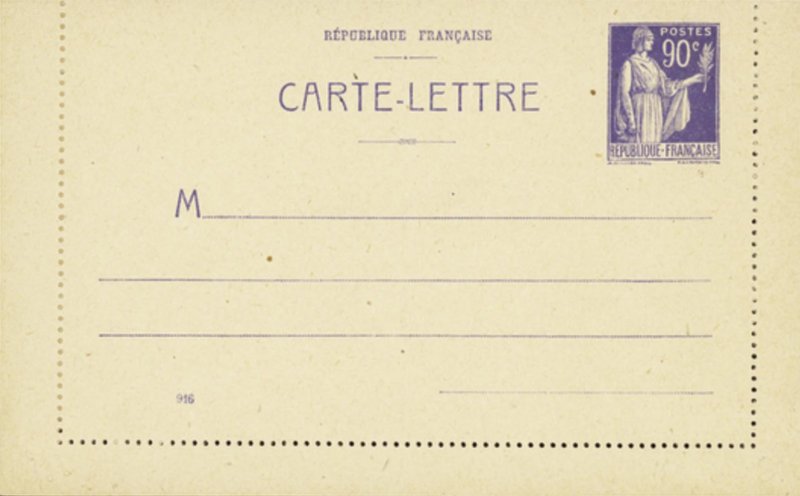 RÉPUBLIQUE FRANÇAISE
CARTE-LETTRE
POSTES
90c
RÉPUBLIQUE-FRANÇAISE
M
916